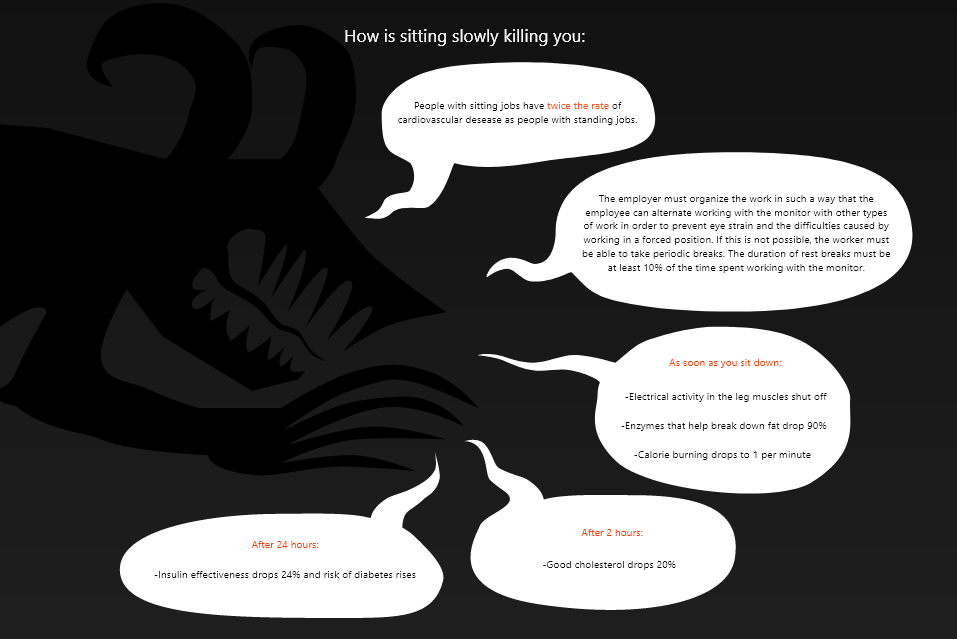 How is sitting slowly killing you:
People with sitting jobs have twice the rate of
cardiovascular desease as people with standing jobs.
The employer must organize the work in such a way that the
employee can alternate working with the monitor with other types
of work in order to prevent eye strain and the difficulties caused by
working in a forced position. If this is not possible, the worker must
be able to take periodic breaks. The duration of rest breaks must be
at least 10% of the time spent working with the monitor.
As soon as you sit down:
-Electrical activity in the leg muscles shut off
-Enzymes that help break down fat drop 90%
-Calorie burning drops to 1 per minute
After 2 hours:
-Good cholesterol drops 20%
After 24 hours:
-Insulin effectiveness drops 24% and risk of diabetes rises